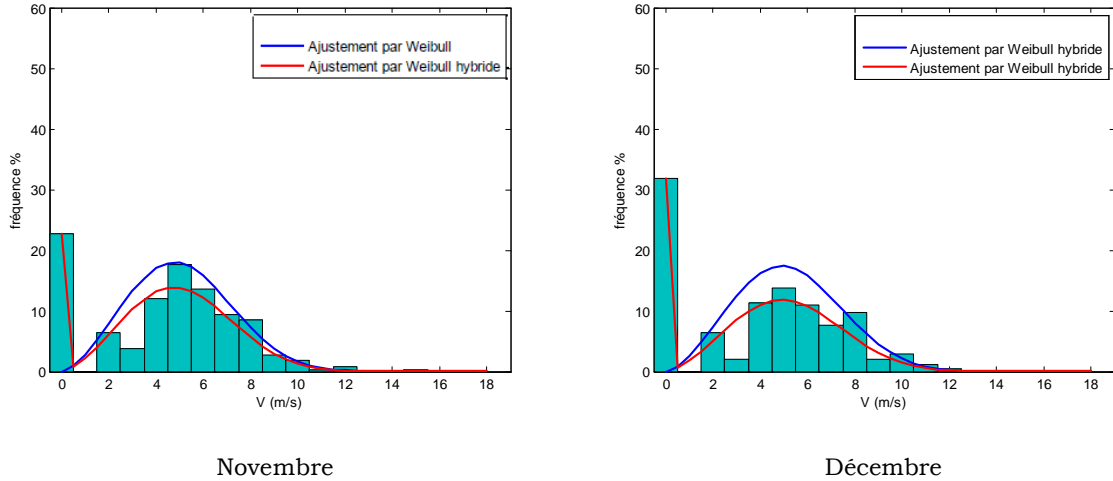 60
50
40
30
20
10
0
fréquence %
Ajustement par Weibull
Ajustement par Weibull hybride
0 2 4 6 8 10 12 14 16 18
V (m/s)
Novembre
60
50
40
30
20
10
0
fréquence %
Ajustement par Weibull hybride
Ajustement par Weibull hybride
0 2 4 6 8 10 12 14 16 18
V (m/s)
Décembre